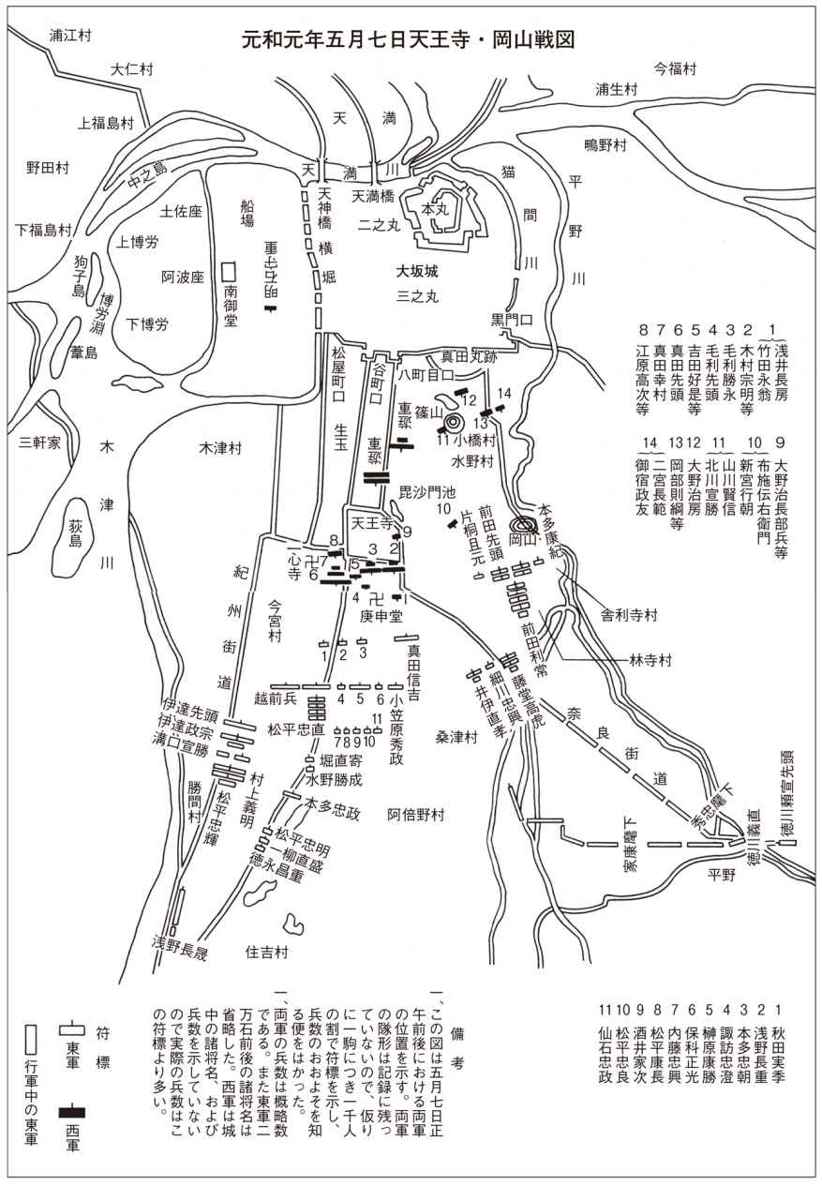 元和元年五月七日天王寺・岡山戦図
浦江村
大仁村
上福島村
野田村
中之島
下福島村
狗子島
葦島
三軒家
荻島
木津川
土佐座
上博労
阿波座
博労淵
下博労
船場
南御堂
明石守重
天満
天満川
天神橋
天満橋
横堀
本丸
二之丸
大坂城
三之丸
猫間川
平野川
黒門口
今福村
浦生村
鴫野村
松屋町口
谷町口
八町目口
真田丸跡
生玉
篠山
小橋村
水野村
12
13
14
11
毘沙門池
10
木津村
天王寺
9
8
7
卍
6
5
3
2
4
卍
1
一心寺
庚申堂
前田先頭
片桐且元
岡山
本多康紀
舎利寺村
林寺村
前田利常
藤堂高虎
細川忠興
井伊直孝
紀州街道
今宮村
1
2
3
真田信吉
越前兵
4
5
6
小笠原秀政
松平忠直
7
8
9
10
11
堀直寄
水野勝成
本多忠政
松平忠明
一柳直盛
徳永昌重
伊達先頭
伊達政宗
溝口宣勝
村上義明
松平忠輝
勝間村
浅野長晟
住吉村
阿倍野村
桑津村
奈良街道
秀忠麾下
家康麾下
平野
徳川義直
徳川頼宣先頭
1 浅井長房
竹田永翁
2 木村宗明等
3 毛利勝永
4 毛利先頭
5 吉田好是等
6 真田先頭
7 真田幸村
8 江原高次等
9 大野治長部兵等
10 布施伝右衛門
新宮行朝
11 山川賢信
北川宣勝
12 大野治房
13 岡部則綱等
14 二宮長範
御宿政友
1 秋田実季
2 浅野長重
3 本多忠朝
4 諏訪忠澄
5 榊原康勝
6 保科正光
7 内藤忠興
8 松平康長
9 酒井家次
10 松平忠良
11 仙石忠政
備考
一、この図は五月七日正
午前後における両軍
の位置を示す。両軍
の隊形は記録に残っ
ていないので、仮り
に一駒につき一千人
の割で符標を示し、
兵数のおおよそを知
る便をはかった。
一、両軍の兵数は概略数
である。また東軍二
万石前後の諸将名は
省略した。西軍は城
中の諸将名、および
兵数を示していない
ので実際の兵数はこ
の符標より多い。
符標
東軍
西軍
行軍中の東軍